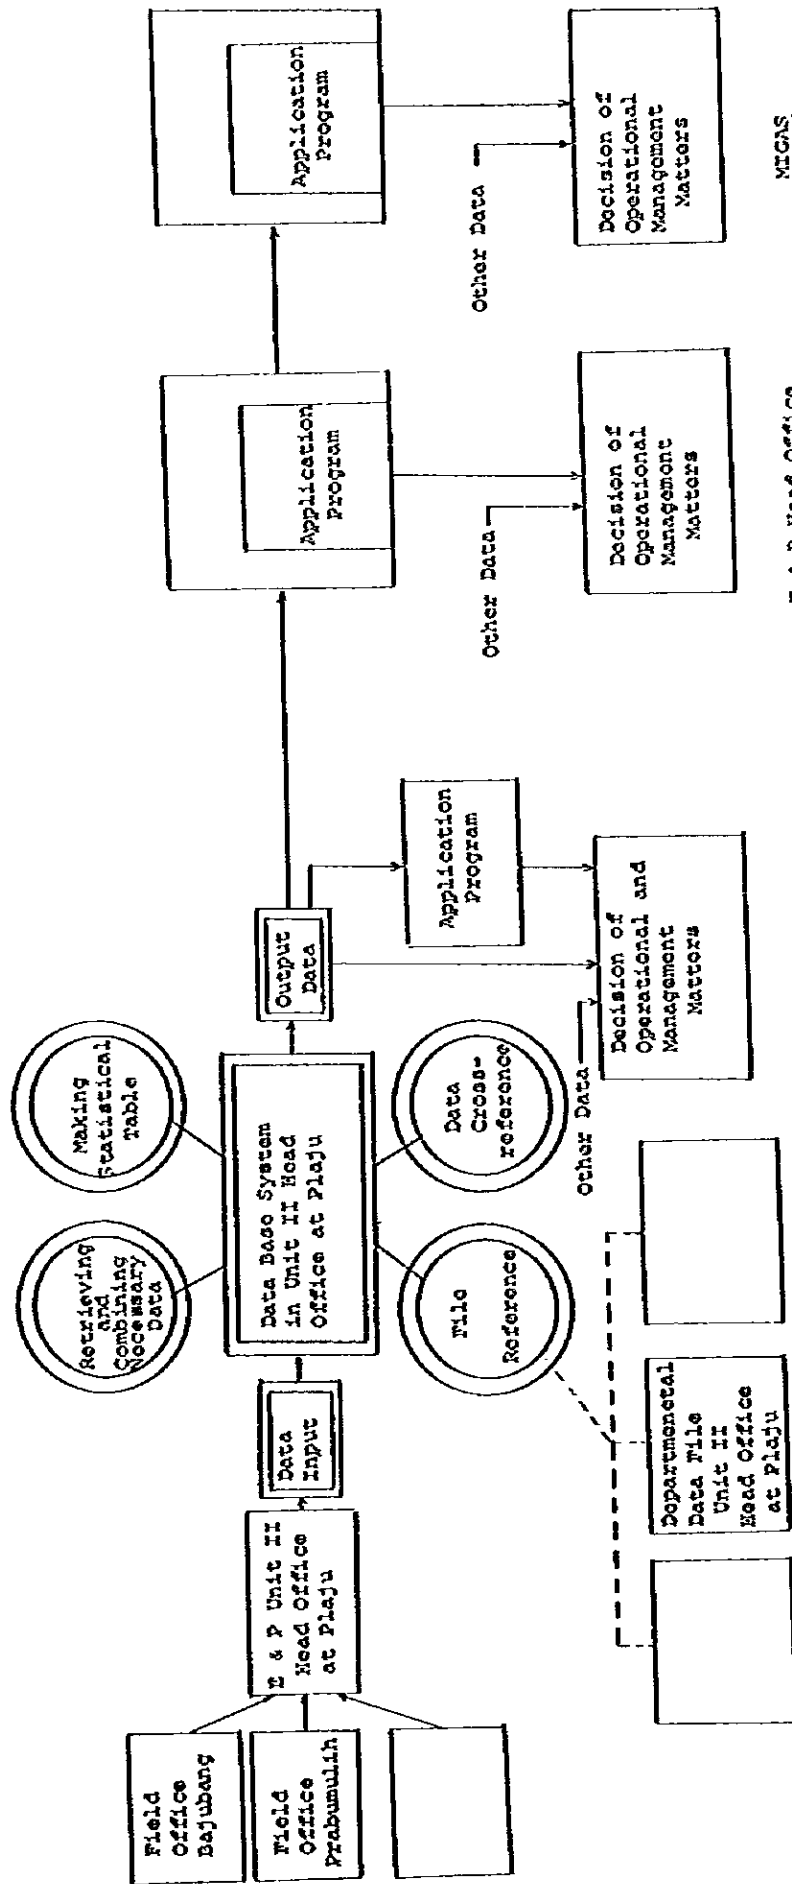 Field
Office
Bajubang
Field
Office
Prabumulih
E & P Unit II
Head Office
at Plaju
Data
Input
Retrieving
and
Combining
Necessary
Data
Making
Statistical
Table
Data Base System
in Unit II Head
Office at Plaju
File
Reference
Data
Cross-
reference
Departmenetal
Data File
Unit II
Head Office
at Plaju
Output
Data
Application
Program
Other Data
Decision of
Operational and
Management
Matters
Application
Program
Other Data
Decision of
Operational
Management
Matters
E & P Head Office
Application
Program
Other Data
Decision of
Operational
Management
Matters
MIGAS